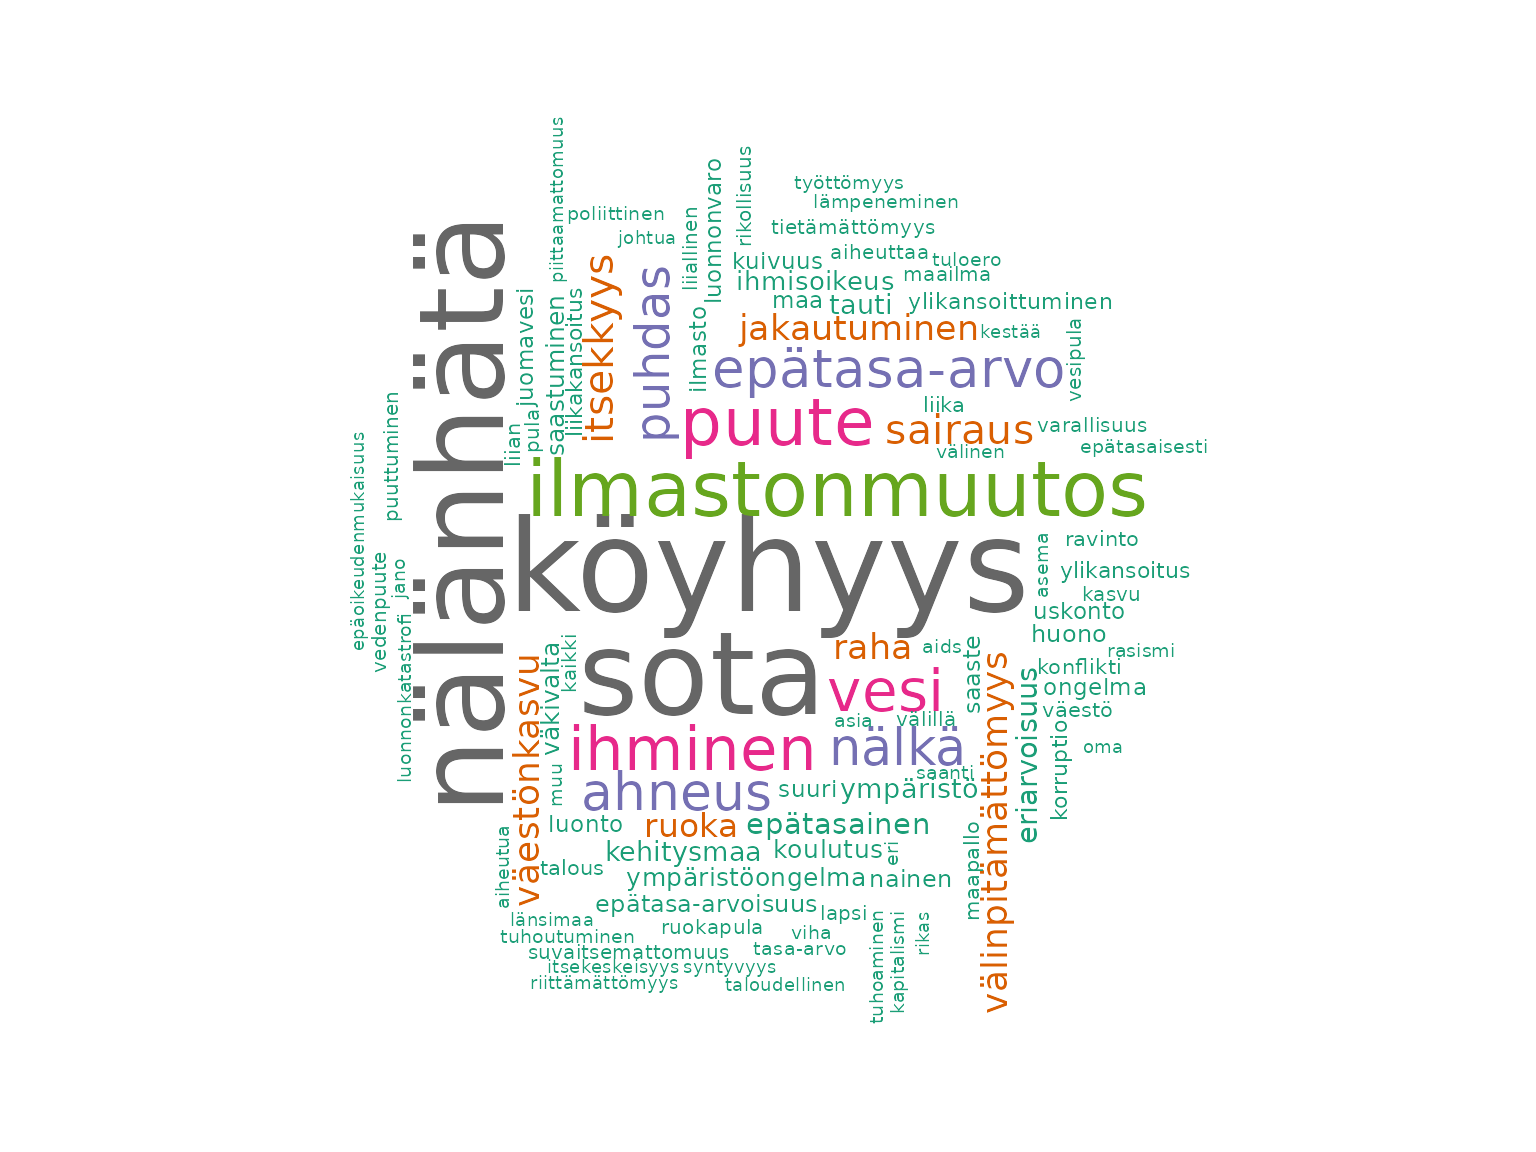 piittaamattomuus
poliittinen
johtua
liiallinen
luonnonvaro
rikollisuus
työttömyys
lämpeneminen
tietämättömyys
aiheuttaa
tuloero
kuivuus
maailma
ihmisoikeus
maa
tauti
ylikansoittuminen
jakautuminen
kestää
vesipula
ilmasto
epätasa-arvo
puhdas
itsekkyys
liikakansoitus
saastuminen
juomavesi
pula
liian
liika
puute
sairaus
varallisuus
epätasaisesti
välinen
nälänhätä
puuttuminen
epäoikeudenmukaisuus
vedenpuute
jano
luonnonkatastrofi
ilmastonmuutos
köyhyys
asema
ravinto
ylikansoitus
kasvu
uskonto
huono
rasismi
konflikti
ongelma
väestö
oma
korruptio
eriarvoisuus
sota
raha
aids
saaste
välinpitämättömyys
vesi
asia
välillä
kaikki
väkivalta
väestönkasvu
muu
ihminen
nälkä
saanti
ahneus
suuri
ympäristö
luonto
ruoka
epätasainen
kehitysmaa
koulutus
eri
maapallo
aiheutua
talous
ympäristöongelma
nainen
epätasa-arvoisuus
lapsi
länsimaa
ruokapula
viha
tuhoutuminen
tasa-arvo
suvaitsemattomuus
itsekeskeisyys
syntyvyys
riittämättömyys
taloudellinen
tuhoaminen
kapitalismi
rikas